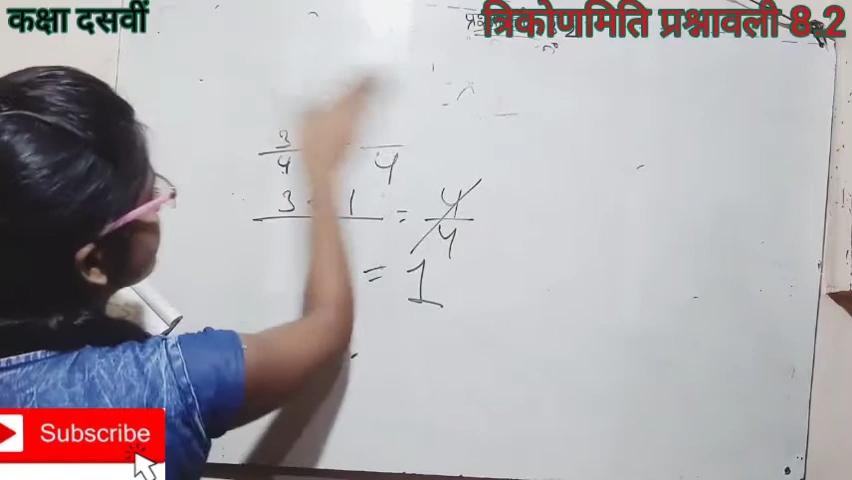 कक्षा दसवीं
त्रिकोणमिति प्रश्नावली 8.2
3/4 /4
3 1 = 4/4
= 1
Subscribe